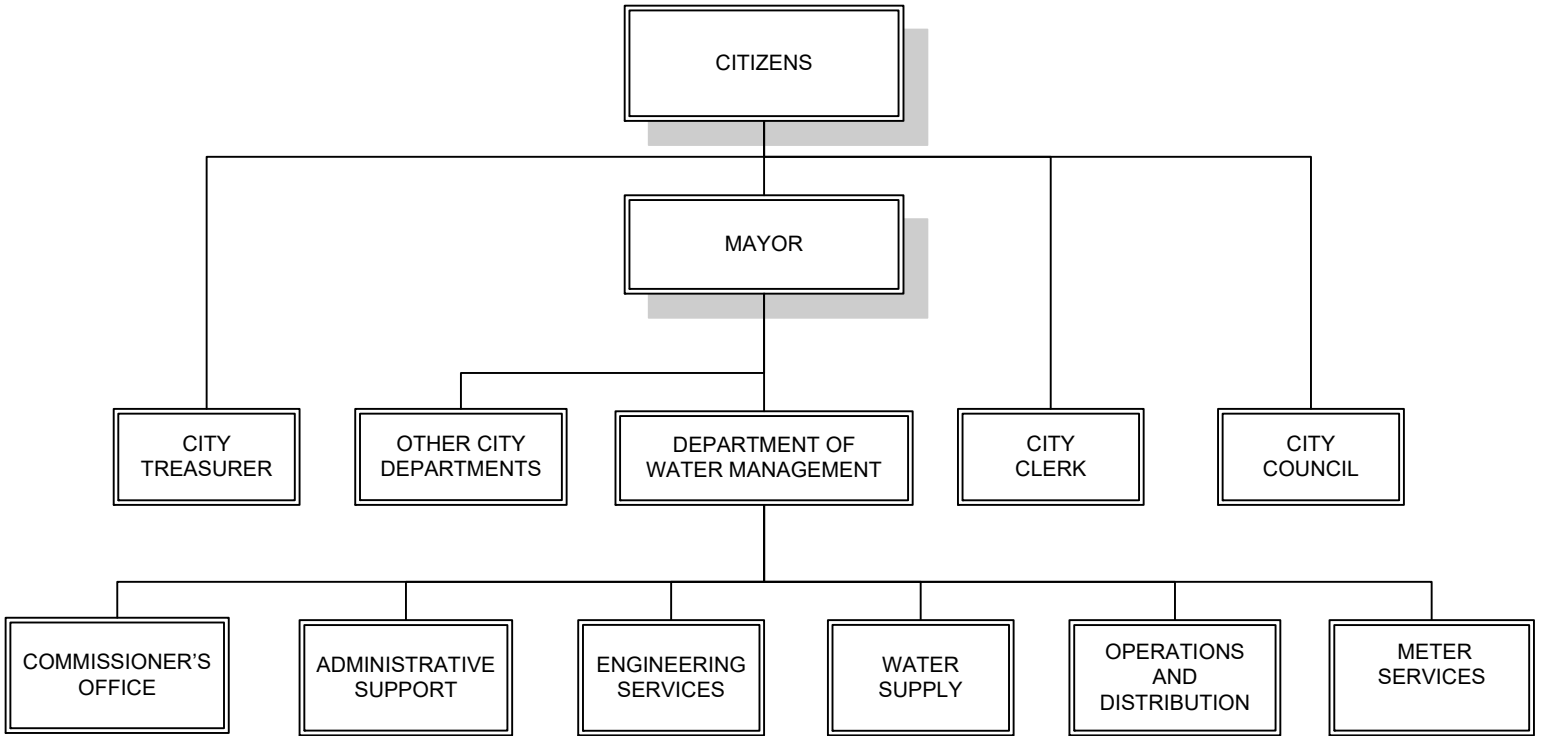 CITIZENS
MAYOR
CITY
TREASURER
OTHER CITY
DEPARTMENTS
DEPARTMENT OF
WATER MANAGEMENT
CITY
CLERK
CITY
COUNCIL
COMMISSIONER’S
OFFICE
ADMINISTRATIVE
SUPPORT
ENGINEERING
SERVICES
WATER
SUPPLY
OPERATIONS
AND
DISTRIBUTION
METER
SERVICES